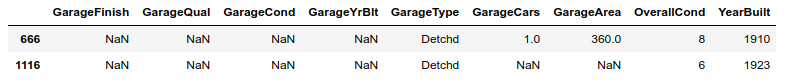 GarageFinish GarageQual GarageCond GarageYrBlt GarageType GarageCars GarageArea OverallCond YearBuilt
666 NaN NaN NaN NaN Detchd 1.0 360.0 8 1910
1116 NaN NaN NaN NaN Detchd NaN NaN 6 1923